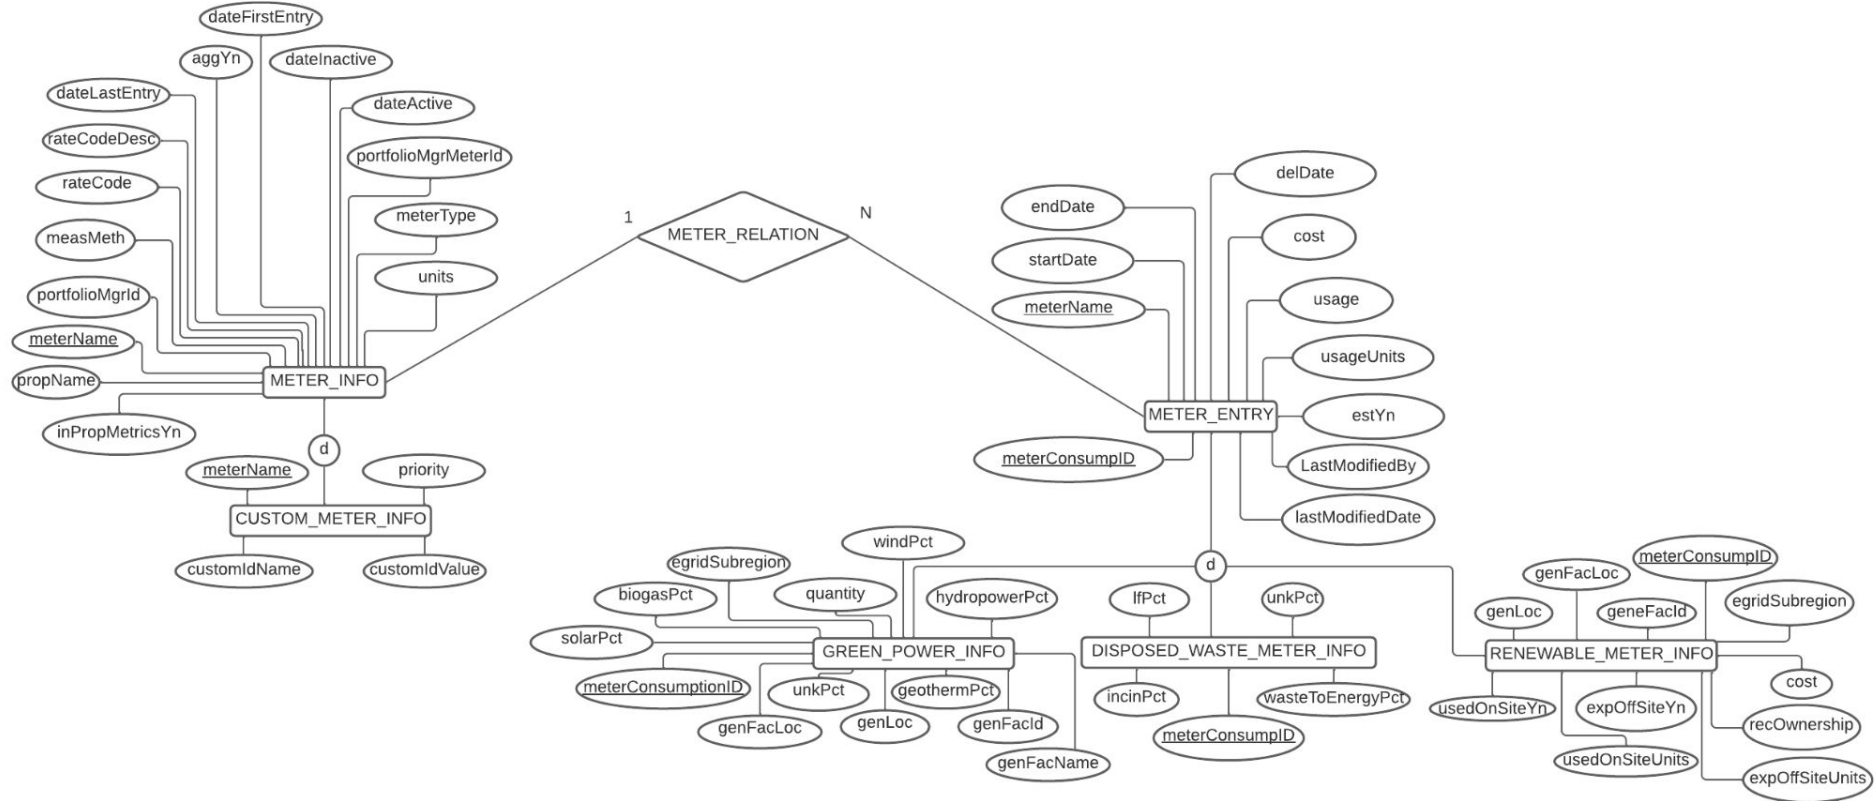 dateFirstEntry
aggYn
dateInactive
dateLastEntry
dateActive
rateCodeDesc
portfolioMgrMeterId
rateCode
meterType
measMeth
units
portfolioMgrId
meterName
propName
METER_INFO
inPropMetricsYn
d
meterName
priority
CUSTOM_METER_INFO
customIdName
customIdValue
1
METER_RELATION
N
delDate
endDate
cost
startDate
usage
meterName
usageUnits
METER_ENTRY
estYn
meterConsumpID
LastModifiedBy
lastModifiedDate
d
windPct
egridSubregion
biogasPct
quantity
hydropowerPct
solarPct
GREEN_POWER_INFO
meterConsumptionID
unkPct
geothermPct
genFacLoc
genLoc
genFacId
genFacName
lfPct
unkPct
DISPOSED_WASTE_METER_INFO
incinPct
wasteToEnergyPct
meterConsumpID
meterConsumpID
genFacLoc
egridSubregion
genLoc
geneFacId
RENEWABLE_METER_INFO
cost
usedOnSiteYn
expOffSiteYn
recOwnership
usedOnSiteUnits
expOffSiteUnits